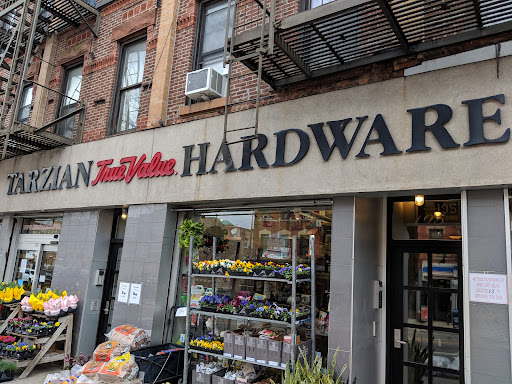 TARZIAN True Value. HARDWARE